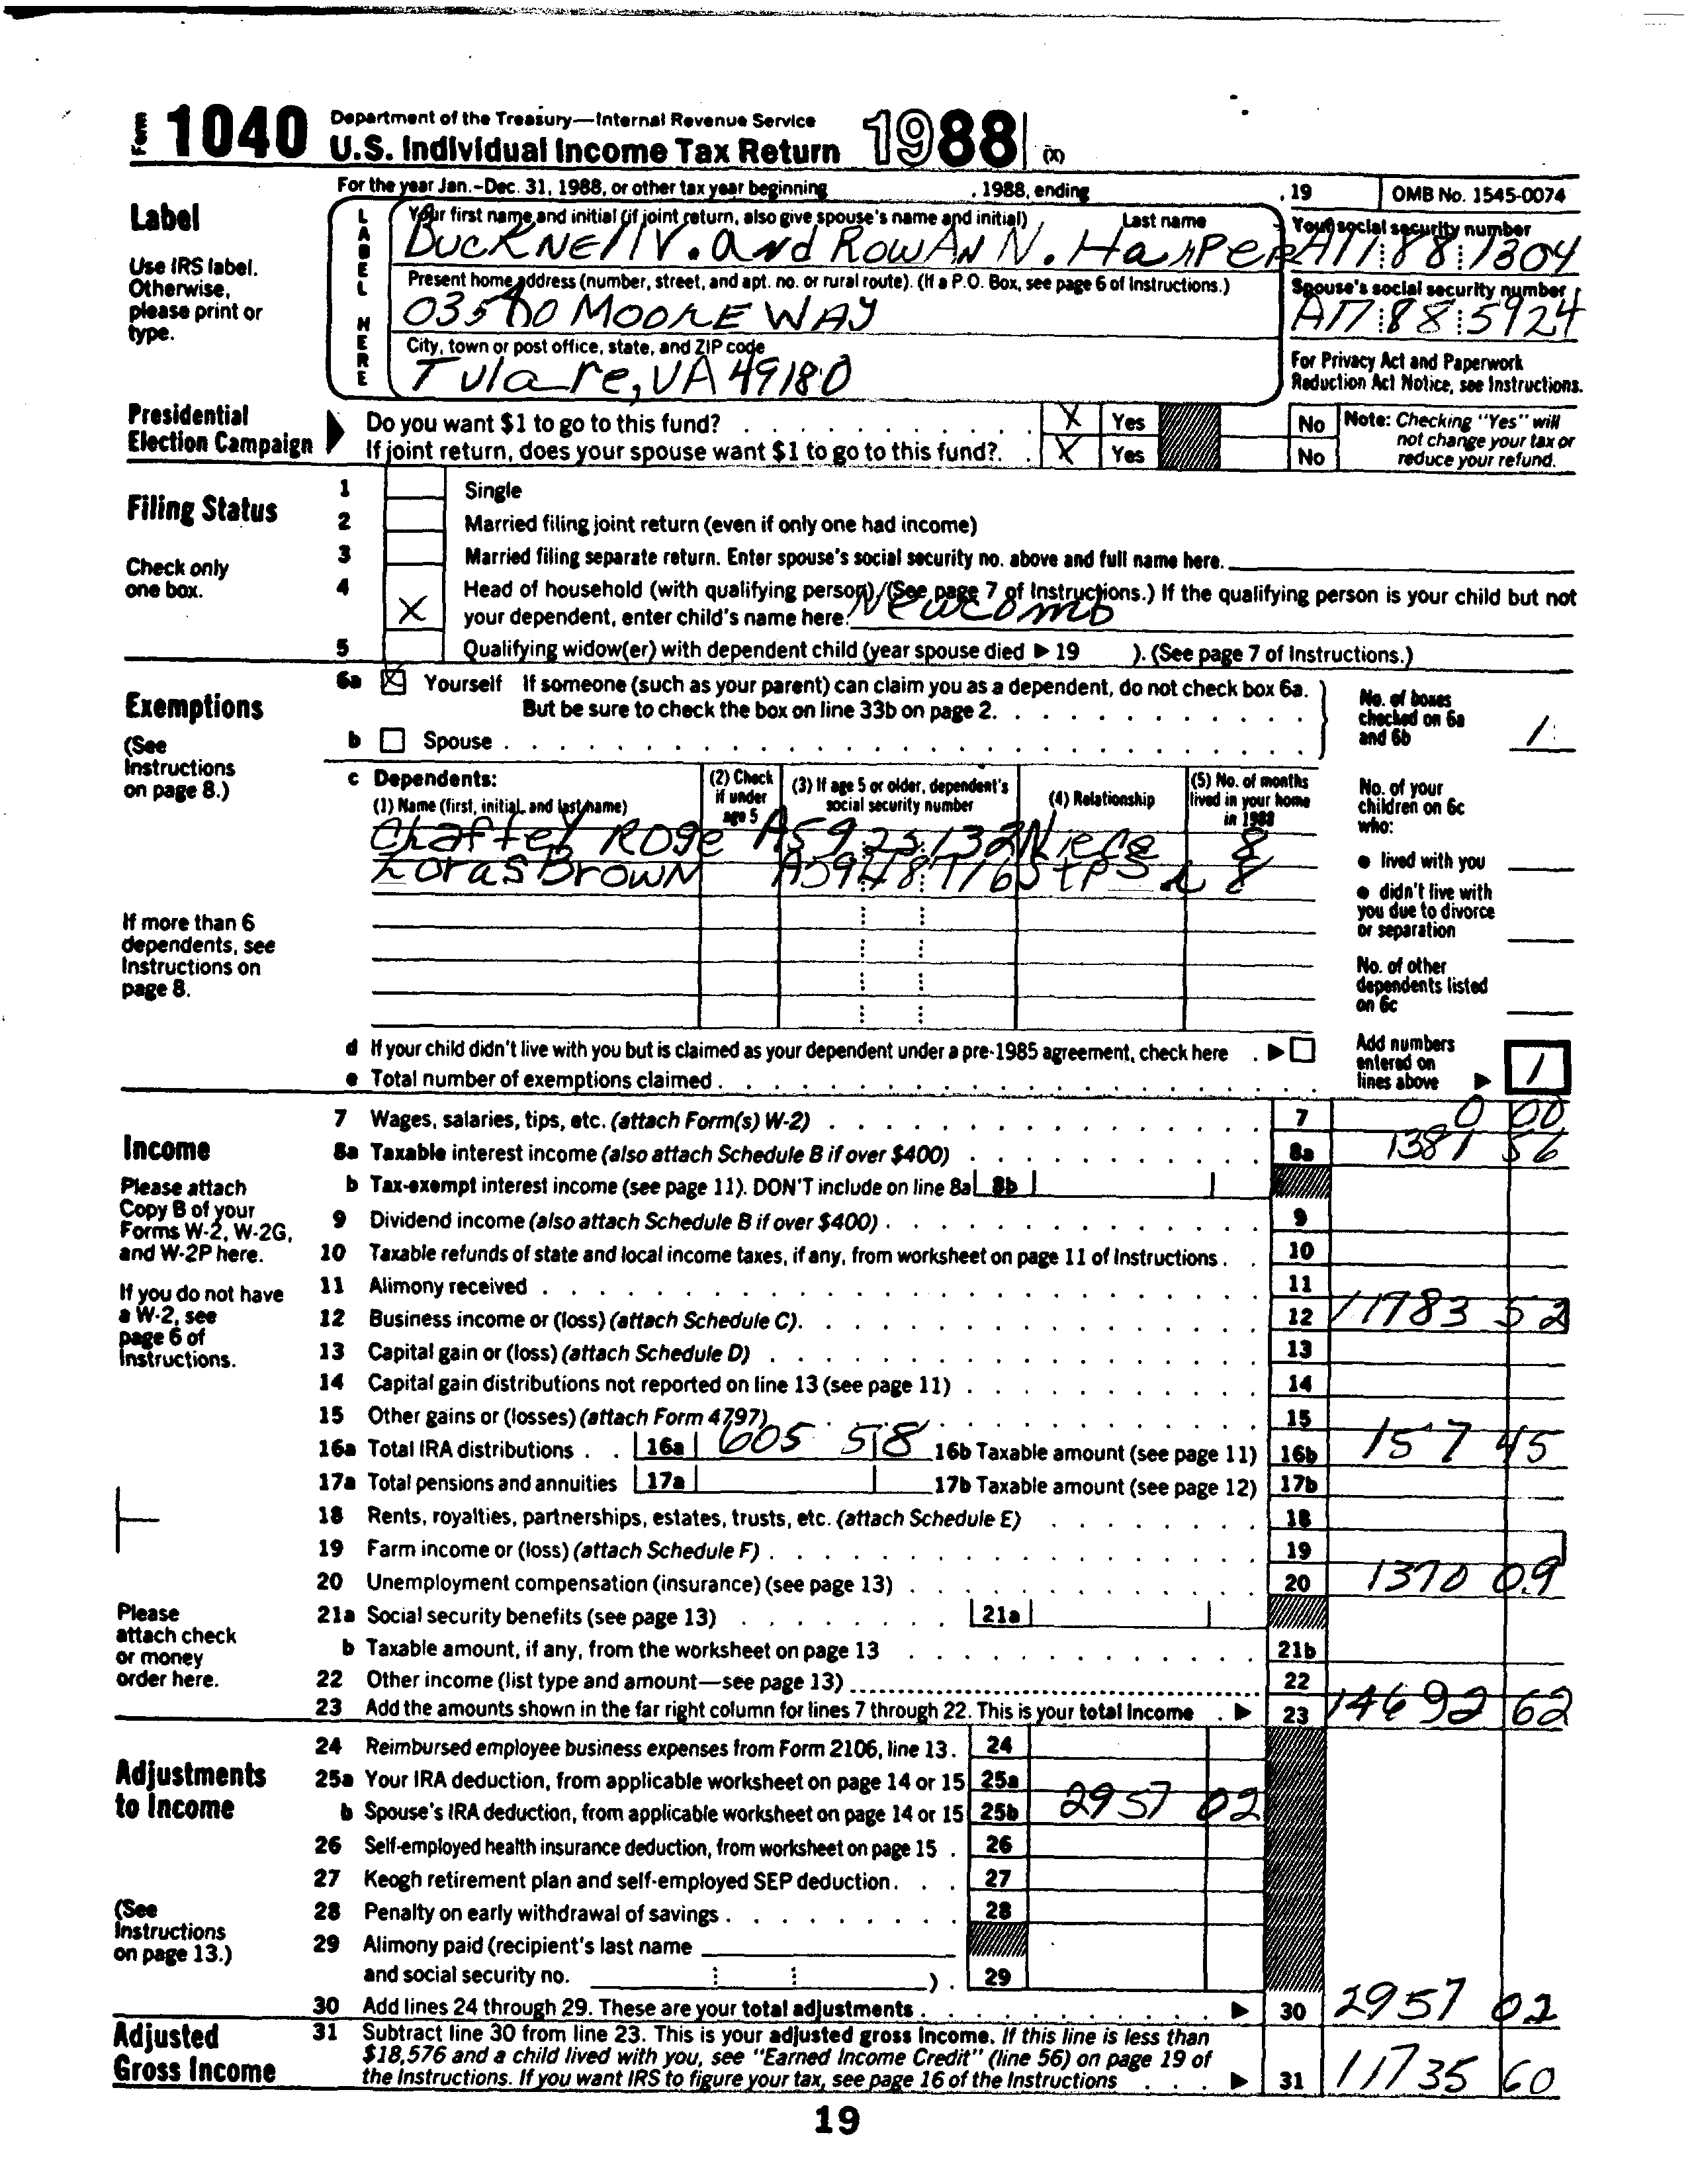 Form 1040 Department of the Treasury—Internal Revenue Service
U.S. Individual Income Tax Return 1988 (X)
For the year Jan.–Dec. 31, 1988, or other tax year beginning , 1988, ending , 19 OMB No. 1545-0074
Label
Use IRS label. Otherwise, please print or type.
LABEL HERE
Your first name and initial (if joint return, also give spouse's name and initial) Last name
BUCKNEll V. and ROWAN N. HarPER
Your social security number
A11 88 1304
Present home address (number, street, and apt. no. or rural route). (If a P.O. Box, see page 6 of Instructions.)
MOORE WAY
Spouse's social security number
A17 88 5924
City, town or post office, state, and ZIP code
Tulare, VA 49180
For Privacy Act and Paperwork Reduction Act Notice, see Instructions.
Presidential Election Campaign
Do you want $1 to go to this fund? X Yes No
If joint return, does your spouse want $1 to go to this fund?. X Yes No
Note: Checking "Yes" will not change your tax or reduce your refund.
Filing Status
Check only one box.
1 Single
2 Married filing joint return (even if only one had income)
3 Married filing separate return. Enter spouse's social security no. above and full name here.
4 X Head of household (with qualifying person). (See page 7 of Instructions.) If the qualifying person is your child but not
your dependent, enter child's name here. Newcomb
5 Qualifying widow(er) with dependent child (year spouse died ▶ 19 ). (See page 7 of Instructions.)
Exemptions
(See Instructions on page 8.)
6a X Yourself If someone (such as your parent) can claim you as a dependent, do not check box 6a.
But be sure to check the box on line 33b on page 2.
b Spouse
No. of boxes checked on 6a and 6b 1
c Dependents:
(1) Name (first, initial, and last name)
(2) Check if under age 5
(3) If age 5 or older, dependent's social security number
(4) Relationship
(5) No. of months lived in your home in 1988
Roge A59 25 132 Niece 8
Loras Brown 8
If more than 6 dependents, see Instructions on page 8.
No. of your children on 6c who:
● lived with you
● didn't live with you due to divorce or separation
No. of other dependents listed on 6c
d If your child didn't live with you but is claimed as your dependent under a pre-1985 agreement, check here . ▶
e Total number of exemptions claimed
Add numbers entered on lines above ▶ 1
Income
Please attach Copy B of your Forms W-2, W-2G, and W-2P here.
If you do not have a W-2, see page 6 of Instructions.
Please attach check or money order here.
7 Wages, salaries, tips, etc. (attach Form(s) W-2) 7 0 00
8a Taxable interest income (also attach Schedule B if over $400) 8a 1381 56
b Tax-exempt interest income (see page 11). DON'T include on line 8a 8b
9 Dividend income (also attach Schedule B if over $400) 9
10 Taxable refunds of state and local income taxes, if any, from worksheet on page 11 of Instructions 10
11 Alimony received 11
12 Business income or (loss) (attach Schedule C). 12 11783 52
13 Capital gain or (loss) (attach Schedule D) 13
14 Capital gain distributions not reported on line 13 (see page 11) 14
15 Other gains or (losses) (attach Form 4797) 15
16a Total IRA distributions 16a 605 58 16b Taxable amount (see page 11) 16b 157 45
17a Total pensions and annuities 17a 17b Taxable amount (see page 12) 17b
18 Rents, royalties, partnerships, estates, trusts, etc. (attach Schedule E) 18
19 Farm income or (loss) (attach Schedule F) 19
20 Unemployment compensation (insurance) (see page 13) 20 1370 09
21a Social security benefits (see page 13) 21a
b Taxable amount, if any, from the worksheet on page 13 21b
22 Other income (list type and amount—see page 13) 22
23 Add the amounts shown in the far right column for lines 7 through 22. This is your total income ▶ 23 14692 62
Adjustments to Income
(See Instructions on page 13.)
24 Reimbursed employee business expenses from Form 2106, line 13 . 24
25a Your IRA deduction, from applicable worksheet on page 14 or 15 25a
b Spouse's IRA deduction, from applicable worksheet on page 14 or 15 25b 2957 02
26 Self-employed health insurance deduction, from worksheet on page 15 . 26
27 Keogh retirement plan and self-employed SEP deduction 27
28 Penalty on early withdrawal of savings 28
29 Alimony paid (recipient's last name
and social security no. ) . 29
30 Add lines 24 through 29. These are your total adjustments ▶ 30 2957 02
Adjusted Gross Income
31 Subtract line 30 from line 23. This is your adjusted gross income. If this line is less than
$18,576 and a child lived with you, see "Earned Income Credit" (line 56) on page 19 of
the Instructions. If you want IRS to figure your tax, see page 16 of the Instructions ▶ 31 11735 60
19